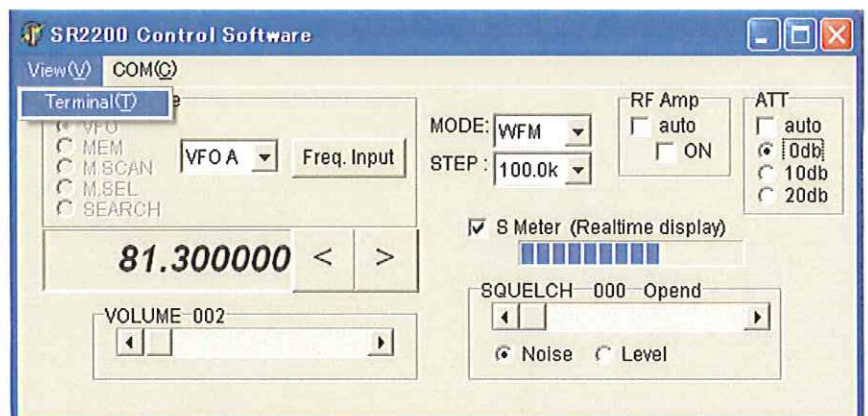 SR2200 Control Software
View(V) COM(C)
Terminal(T)
e
VFO
MEM
M.SCAN
M.SEL
SEARCH
VFO A
Freq. Input
MODE: WFM
STEP : 100.0k
RF Amp
auto
ON
ATT
auto
0db
10db
20db
81.300000 < >
S Meter (Realtime display)
VOLUME 002
SQUELCH 000 Opend
Noise Level